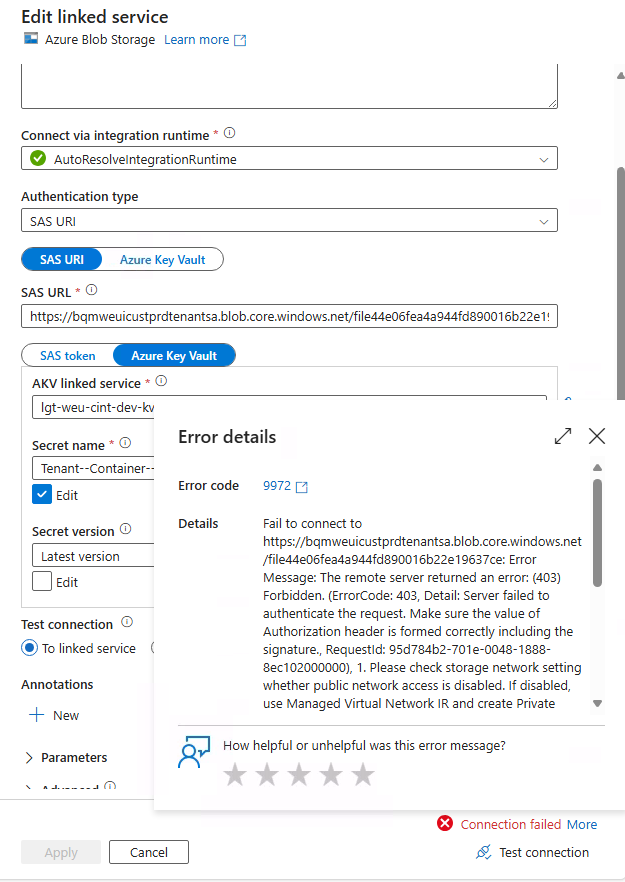 Edit linked service
Azure Blob Storage Learn more
Connect via integration runtime *
AutoResolveIntegrationRuntime
Authentication type
SAS URI
SAS URI Azure Key Vault
SAS URL *
https://bqmweuicustprdtenantsa.blob.core.windows.net/file44e06fea4a944fd890016b22e19
SAS token Azure Key Vault
AKV linked service *
lgt-weu-cint-dev-kv
Error details
Secret name *
Tenant--Container--
Edit
Error code 9972
Secret version
Latest version
Edit
Details Fail to connect to
https://bqmweuicustprdtenantsa.blob.core.windows.net
/file44e06fea4a944fd890016b22e19637ce: Error
Message: The remote server returned an error: (403)
Forbidden. (ErrorCode: 403, Detail: Server failed to
authenticate the request. Make sure the value of
Authorization header is formed correctly including the
signature., RequestId: 95d784b2-701e-0048-1888-
8ec102000000), 1. Please check storage network setting
whether public network access is disabled. If disabled,
use Managed Virtual Network IR and create Private
Test connection
To linked service
Annotations
New
How helpful or unhelpful was this error message?
Parameters
Advanced
Connection failed More
Apply Cancel Test connection